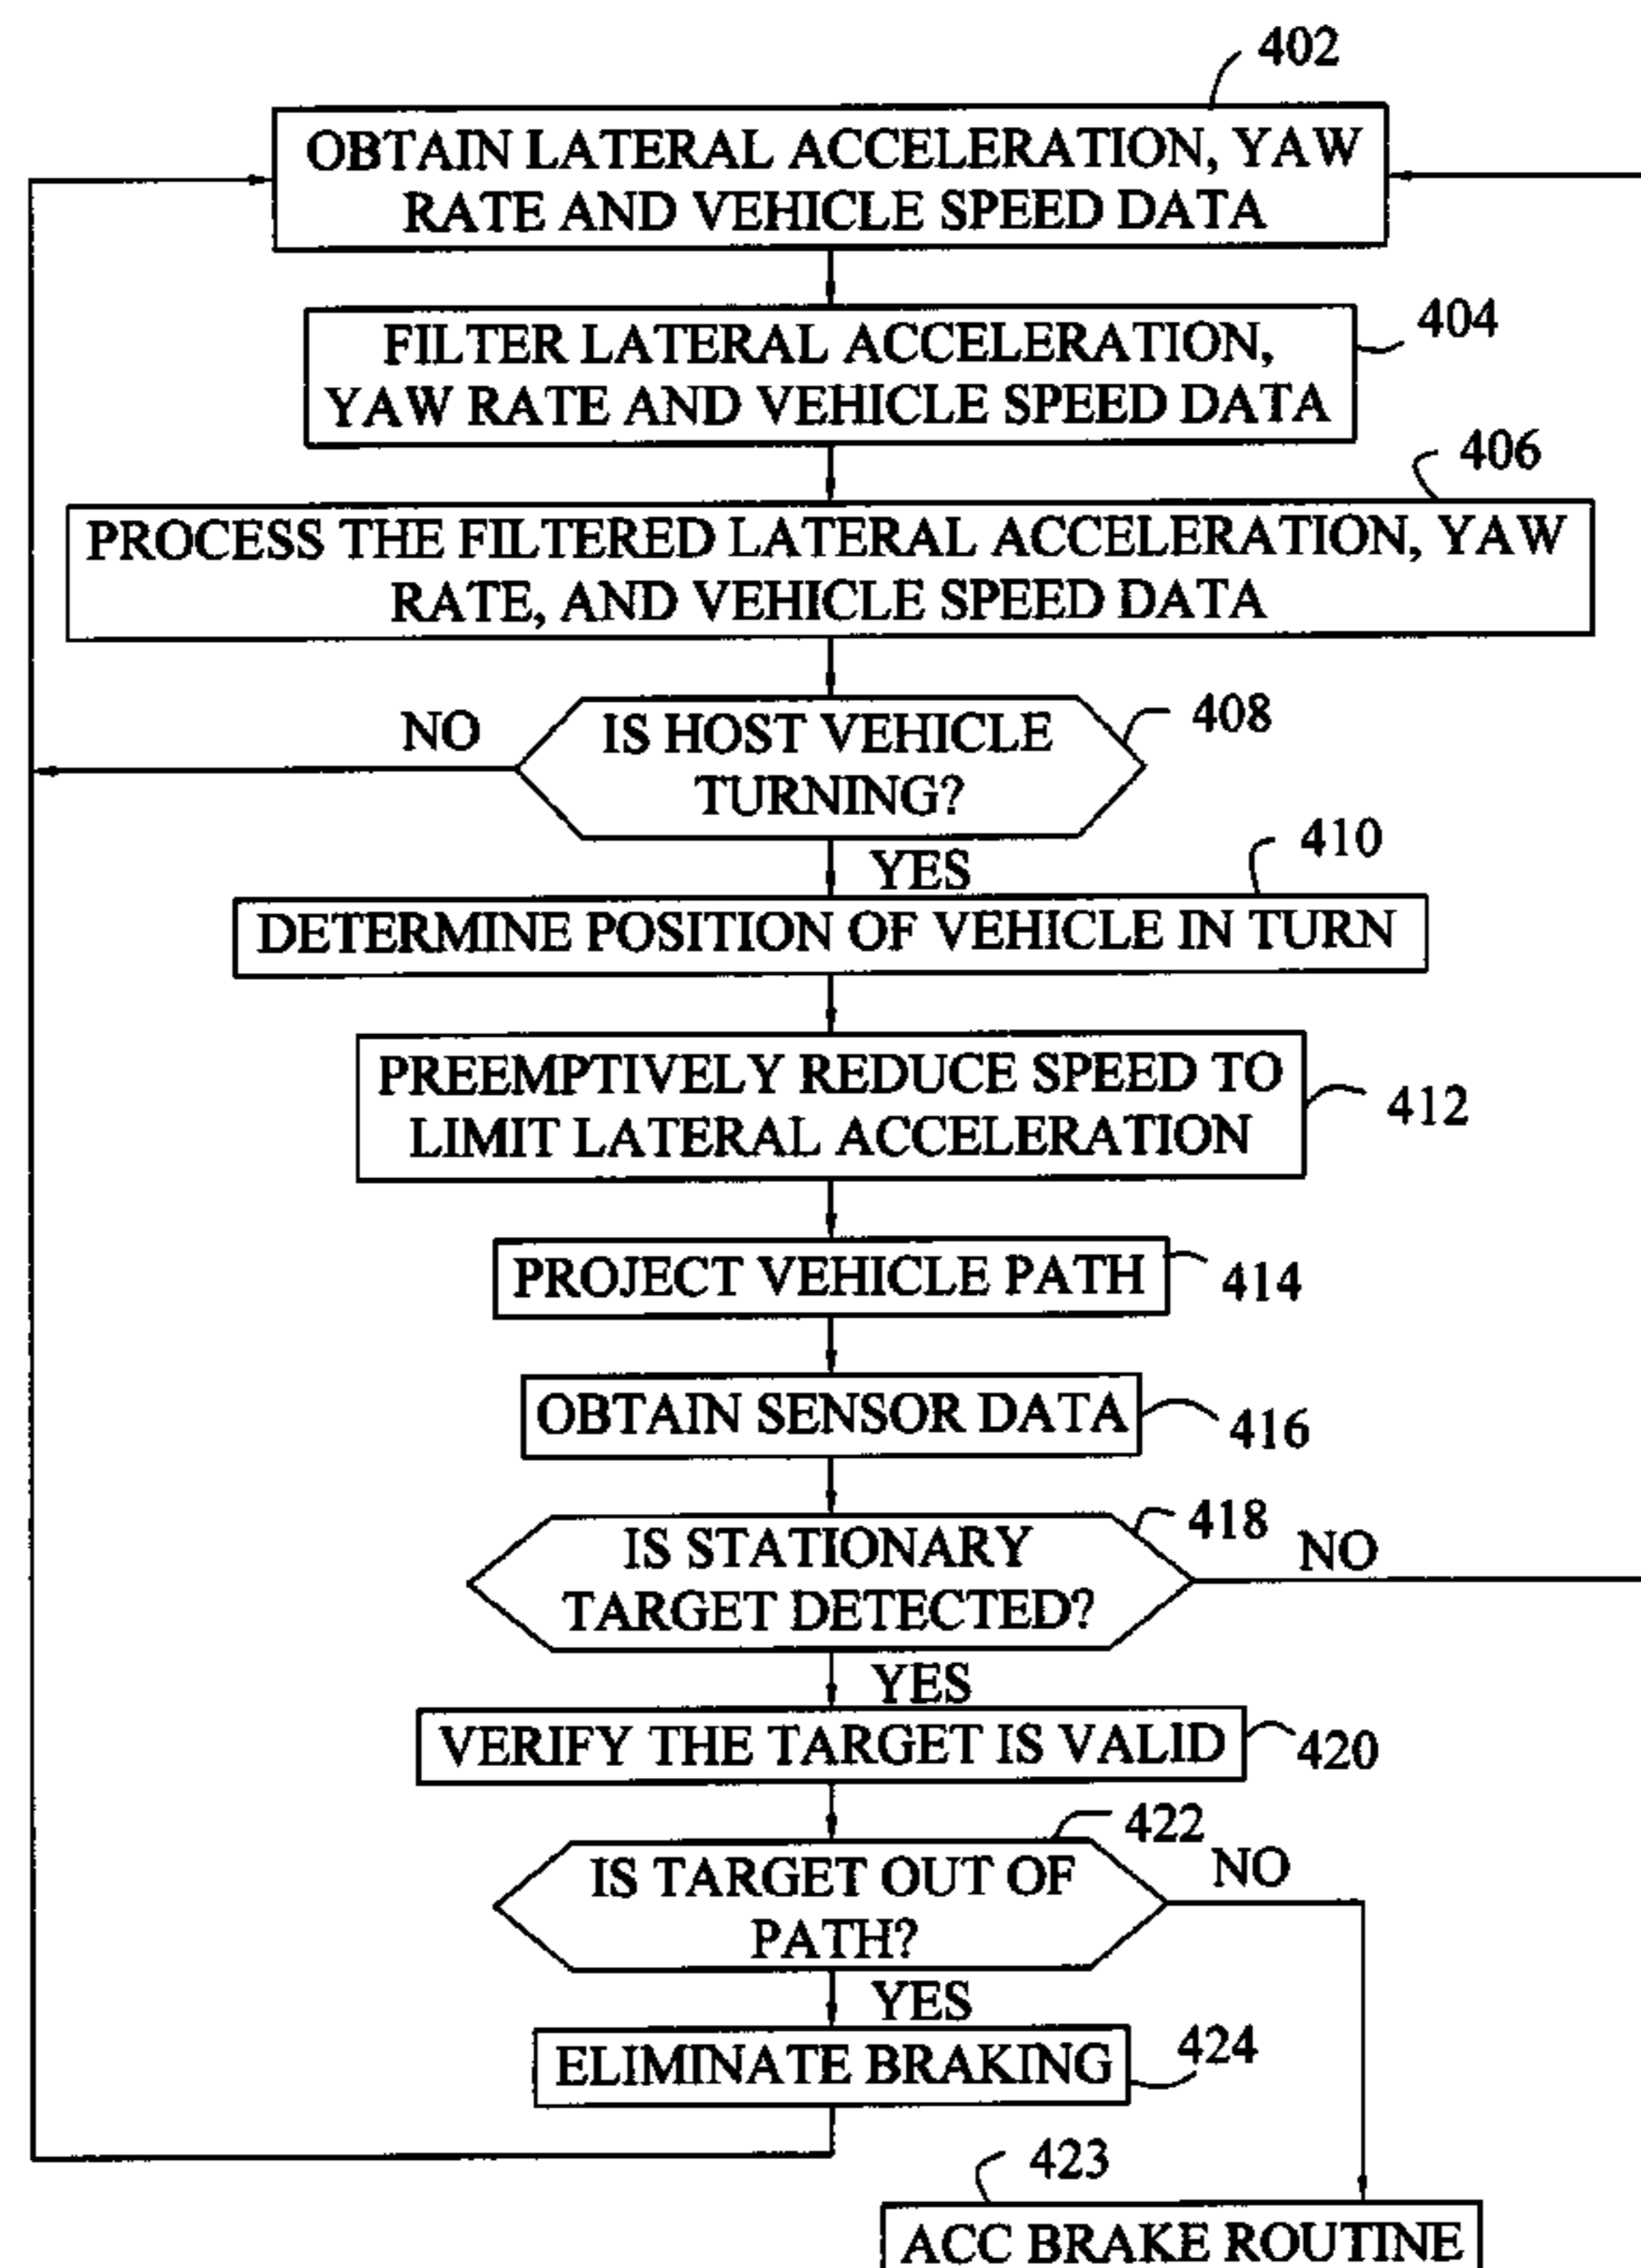 402
OBTAIN LATERAL ACCELERATION, YAW
RATE AND VEHICLE SPEED DATA
404
FILTER LATERAL ACCELERATION,
YAW RATE AND VEHICLE SPEED DATA
406
PROCESS THE FILTERED LATERAL ACCELERATION, YAW
RATE, AND VEHICLE SPEED DATA
408
NO
IS HOST VEHICLE
TURNING?
YES
410
DETERMINE POSITION OF VEHICLE IN TURN
PREEMPTIVELY REDUCE SPEED TO
LIMIT LATERAL ACCELERATION
412
PROJECT VEHICLE PATH
414
OBTAIN SENSOR DATA
416
418
IS STATIONARY
TARGET DETECTED?
NO
YES
VERIFY THE TARGET IS VALID
420
422
IS TARGET OUT OF
PATH?
NO
YES
ELIMINATE BRAKING
424
423
ACC BRAKE ROUTINE